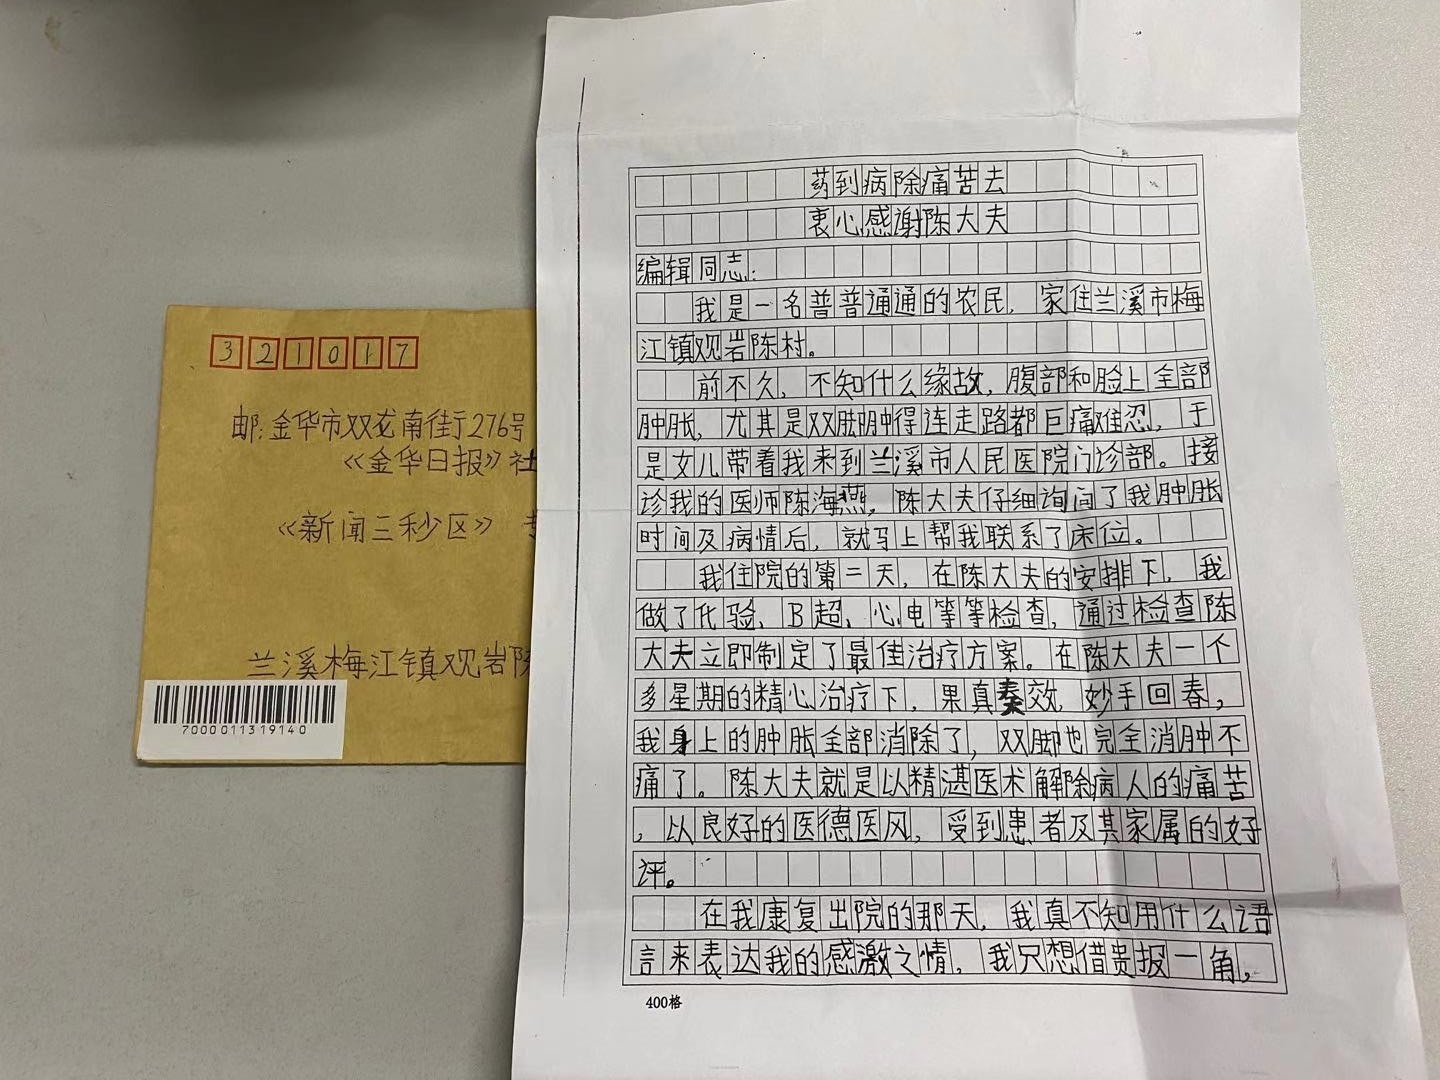 321017
邮:金华市双龙南街276号
《金华日报》社
《新闻三秒区》
兰溪梅江镇观岩陈
7000011319140
药到病除痛苦去
衷心感谢陈大夫
编辑同志:
我是一名普普通通的农民,家住兰溪市梅
江镇观岩陈村。
前不久,不知什么缘故,腹部和脸上全部
肿胀,尤其是双胠肿得连走路都巨痛难忍,于
是女儿带着我来到兰溪市人民医院门诊部。接
诊我的医师陈海燕,陈大夫仔细询问了我肿胀
时间及病情后,就马上帮我联系了床位。
我住院的第二天,在陈大夫的安排下,我
做了化验、B超,心电等等检查,通过检查陈
大夫立即制定了最佳治疗方案。在陈大夫一个
多星期的精心治疗下,果真奏效,妙手回春,
我身上的肿胀全部消除了,双脚也完全消肿不
痛了。陈大夫就是以精湛医术解除病人的痛苦
,以良好的医德医风,受到患者及其家属的好
评。
在我康复出院的那天,我真不知用什么语
言来表达我的感激之情,我只想借贵报一角,
400格